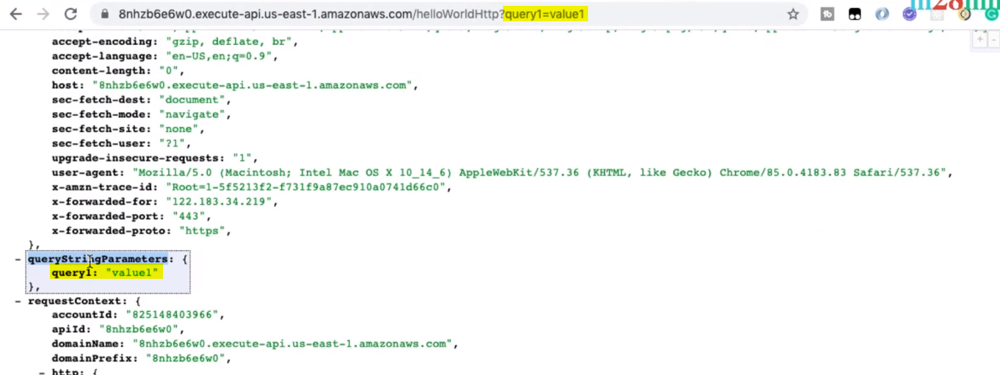 8nhzb6e6w0.execute-api.us-east-1.amazonaws.com/helloWorldHttp?query1=value1
accept-encoding: "gzip, deflate, br",
accept-language: "en-US,en;q=0.9",
content-length: "0",
host: "8nhzb6e6w0.execute-api.us-east-1.amazonaws.com",
sec-fetch-dest: "document",
sec-fetch-mode: "navigate",
sec-fetch-site: "none",
sec-fetch-user: "?1",
upgrade-insecure-requests: "1",
user-agent: "Mozilla/5.0 (Macintosh; Intel Mac OS X 10_14_6) AppleWebKit/537.36 (KHTML, like Gecko) Chrome/85.0.4183.83 Safari/537.36",
x-amzn-trace-id: "Root=1-5f5213f2-f731f9a87ec910a0741d66c0",
x-forwarded-for: "122.183.34.219",
x-forwarded-port: "443",
x-forwarded-proto: "https",
},
- queryStringParameters: {
query1: "value1"
},
- requestContext: {
accountId: "825148403966",
apiId: "8nhzb6e6w0",
domainName: "8nhzb6e6w0.execute-api.us-east-1.amazonaws.com",
domainPrefix: "8nhzb6e6w0",
- http: {